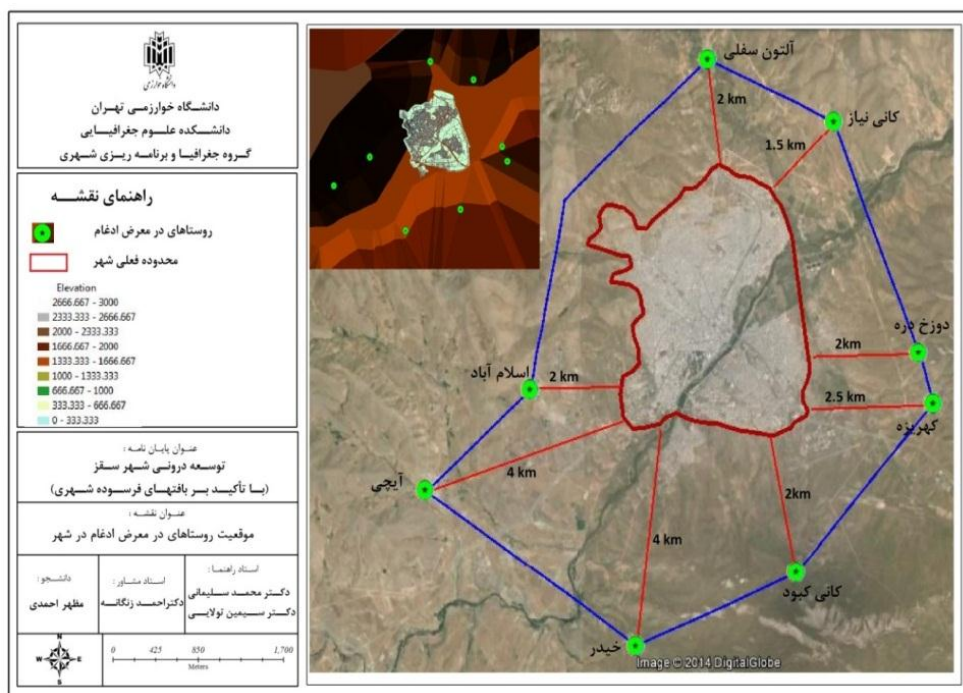 دانشگاه خوارزمی
دانشگاه خوارزمی تهران
دانشکده علوم جغرافیایی
گروه جغرافیا و برنامه ریزی شهری
راهنمای نقشه
روستاهای در معرض ادغام
محدوده فعلی شهر
Elevation
2666.667 - 3000
2333.333 - 2666.667
2000 - 2333.333
1666.667 - 2000
1333.333 - 1666.667
1000 - 1333.333
666.667 - 1000
333.333 - 666.667
0 - 333.333
عنوان پایان نامه :
توسعه درونی شهر سقز
(با تأکید بر بافتهای فرسوده شهری)
عنوان نقشه :
موقعیت روستاهای در معرض ادغام در شهر
استاد راهنما :
دکتر محمد سلیمانی
دکتر سیمین تولایی
استاد مشاور :
دکتراحمد زنگانه
دانشجو :
مظهر احمدی
N
W E
S
0 425 850 1,700
Meters
آلتون سفلی
2 km
کانی نیاز
1.5 km
دوزخ دره
2km
2.5 km
کهریزه
اسلام آباد
2 km
آیچی
4 km
4 km
2km
کانی کبود
خیدر
Image © 2014 DigitalGlobe